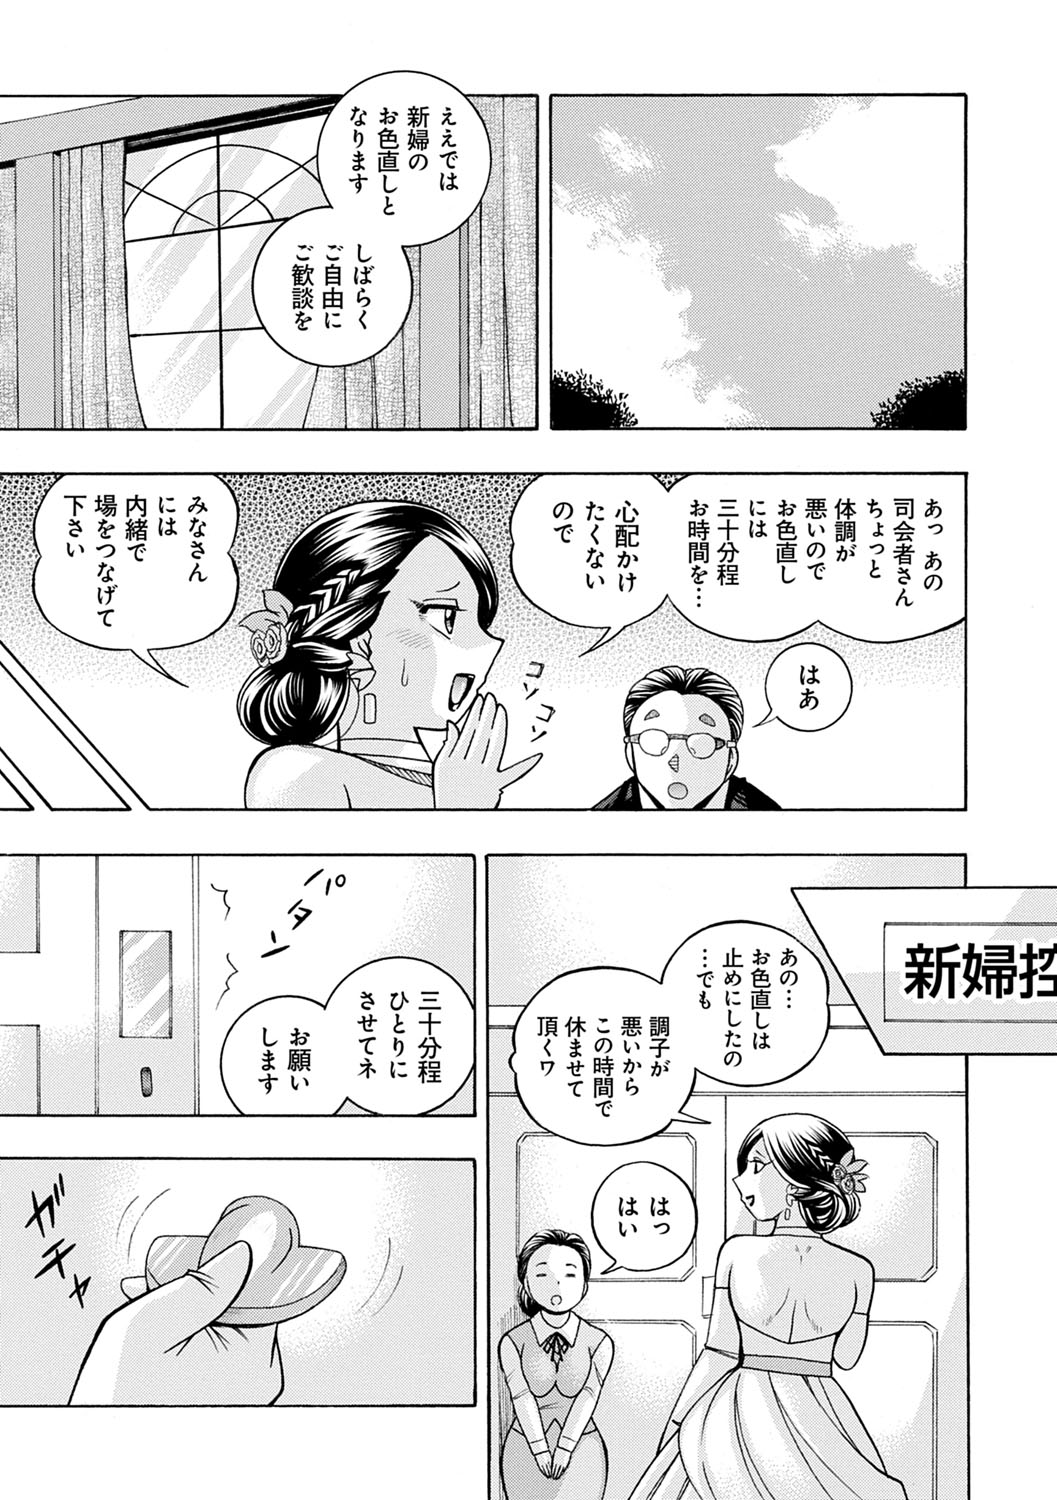 ええでは
新婦の
お色直しと
なります
しばらく
ご自由に
ご歓談を
あっ あの
司会者さん
ちょっと
体調が
悪いので
お色直し
には
三十分程
お時間を…
心配かけ
たくない
ので
はあ
コソ
コソ
みなさん
には
内緒で
場をつなげて
下さい
新婦控
あの…
お色直しは
止めにしたの
…でも
調子が
悪いから
この時間で
休ませて
頂くワ
はっ
はい
三十分程
ひとりに
させてネ
お願い
します
パタン
ガチャ